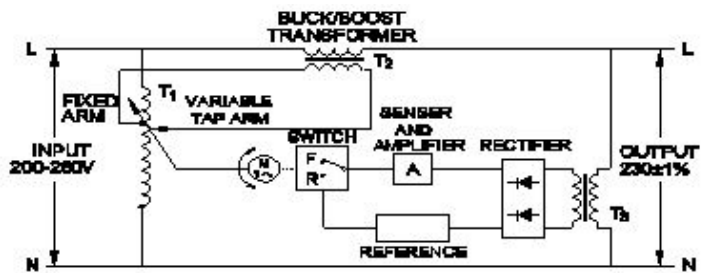 BUCK/BOOST
TRANSFORMER
L
L
T2
T1
FIXED
ARM
VARIABLE
TAP ARM
SENSER
AND
AMPLIFIER
SWITCH
RECTIFIER
INPUT
200-260V
M
F
R
A
OUTPUT
230±1%
T3
REFERENCE
N
N